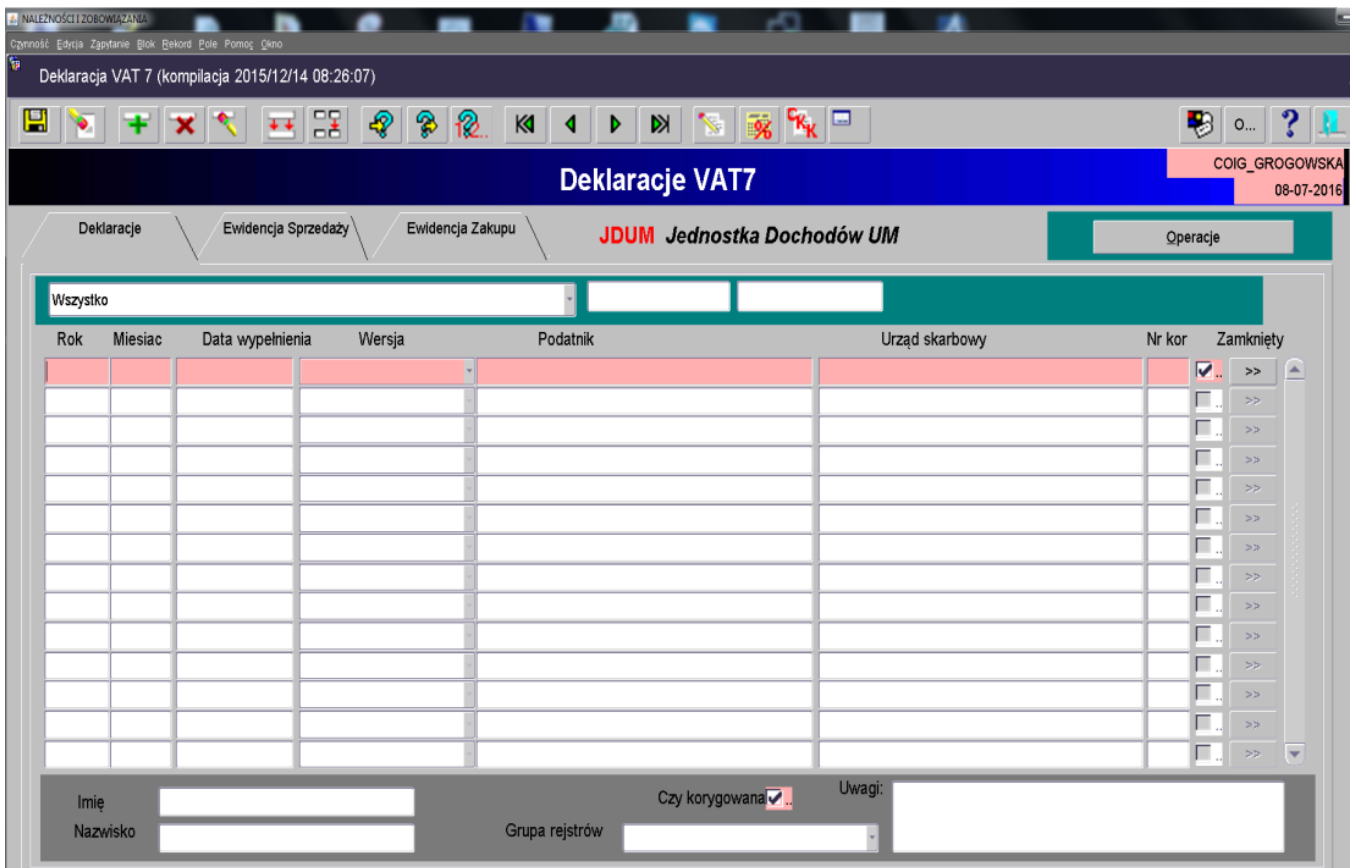 NALEŻNOŚCI I ZOBOWIĄZANIA
Czynność Edycja Zapytanie Blok Rekord Pole Pomoc Okno
Deklaracja VAT 7 (kompilacja 2015/12/14 08:26:07)
12.. CKK O... ?
Deklaracje VAT7
COIG_GROGOWSKA
08-07-2016
Deklaracje Ewidencja Sprzedaży Ewidencja Zakupu JDUM Jednostka Dochodów UM Operacje
Wszystko
Rok Miesiac Data wypełnienia Wersja Podatnik Urząd skarbowy Nr kor Zamknięty
.. >>
.. >>
.. >>
.. >>
.. >>
.. >>
.. >>
.. >>
.. >>
.. >>
.. >>
.. >>
.. >>
.. >>
Imię Czy korygowana .. Uwagi:
Nazwisko Grupa rejstrów